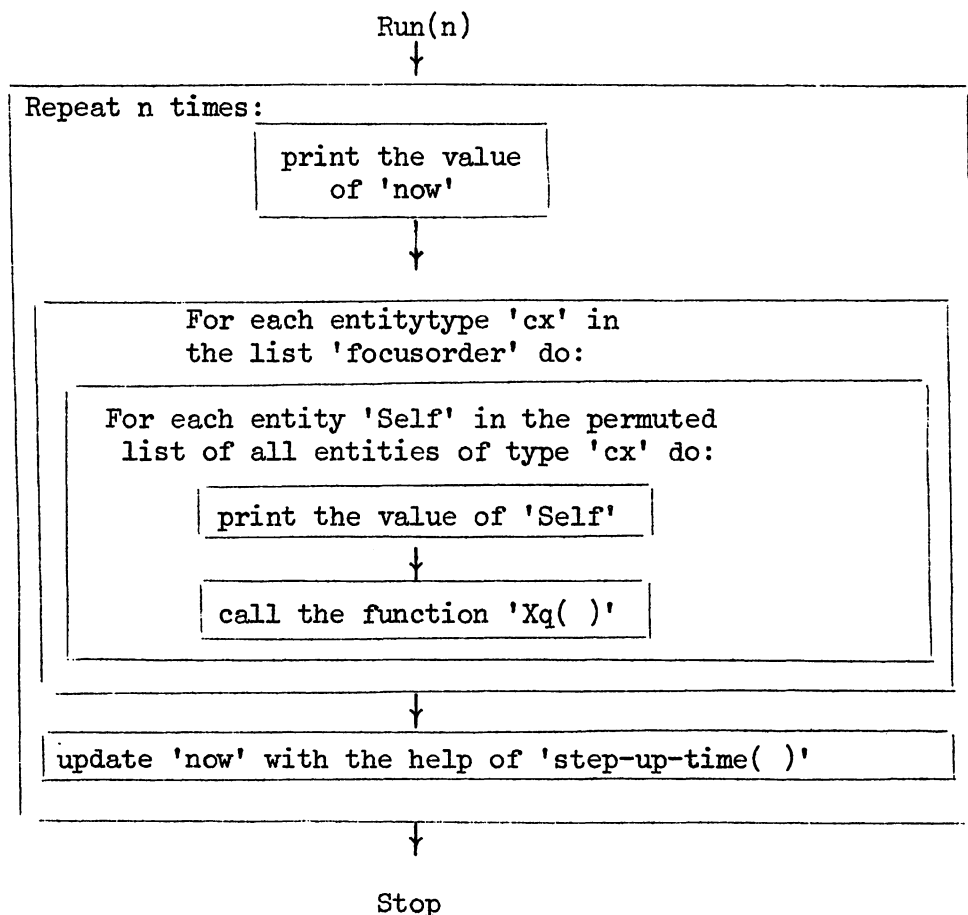 Run(n)
Repeat n times:
print the value
of 'now'
For each entitytype 'cx' in
the list 'focusorder' do:
For each entity 'Self' in the permuted
list of all entities of type 'cx' do:
print the value of 'Self'
call the function 'Xq( )'
update 'now' with the help of 'step-up-time( )'
Stop